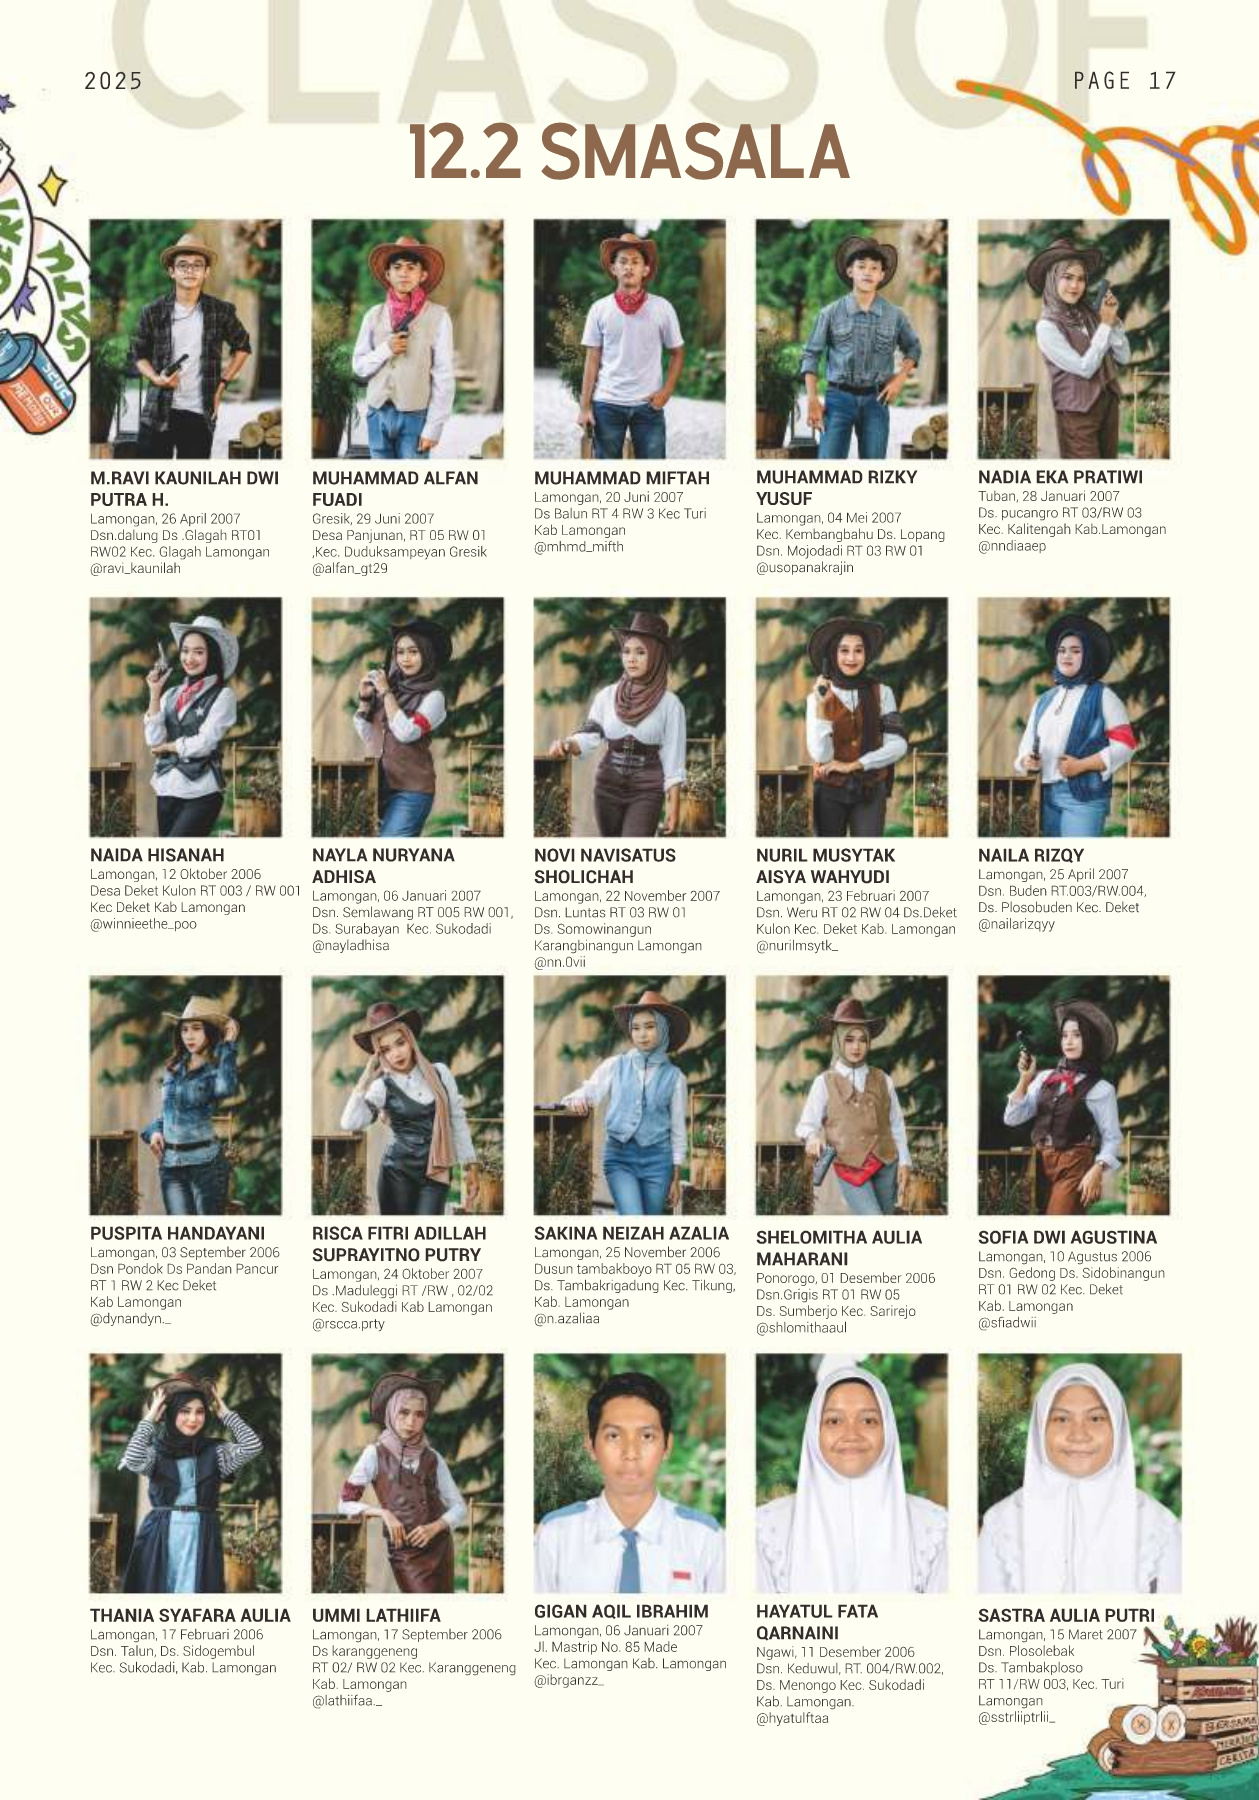 CLASS OF
2025
PAGE 17
12.2 SMASALA
M.RAVI KAUNILAH DWI
PUTRA H.
Lamongan, 26 April 2007
Dsn.dalung Ds .Glagah RT01
RW02 Kec. Glagah Lamongan
@ravi_kaunilah
MUHAMMAD ALFAN
FUADI
Gresik, 29 Juni 2007
Desa Panjunan, RT 05 RW 01
,Kec. Duduksampeyan Gresik
@alfan_gt29
MUHAMMAD MIFTAH
Lamongan, 20 Juni 2007
Ds Balun RT 4 RW 3 Kec Turi
Kab Lamongan
@mhmd_mifth
MUHAMMAD RIZKY
YUSUF
Lamongan, 04 Mei 2007
Kec. Kembangbahu Ds. Lopang
Dsn. Mojodadi RT 03 RW 01
@usopanakrajin
NADIA EKA PRATIWI
Tuban, 28 Januari 2007
Ds. pucangro RT 03/RW 03
Kec. Kalitengah Kab.Lamongan
@nndiaaep
NAIDA HISANAH
Lamongan, 12 Oktober 2006
Desa Deket Kulon RT 003 / RW 001
Kec Deket Kab Lamongan
@winnieethe_poo
NAYLA NURYANA
ADHISA
Lamongan, 06 Januari 2007
Dsn. Semlawang RT 005 RW 001,
Ds. Surabayan  Kec. Sukodadi
@nayladhisa
NOVI NAVISATUS
SHOLICHAH
Lamongan, 22 November 2007
Dsn. Luntas RT 03 RW 01
Ds. Somowinangun
Karangbinangun Lamongan
@nn.0vii
NURIL MUSYTAK
AISYA WAHYUDI
Lamongan, 23 Februari 2007
Dsn. Weru RT 02 RW 04 Ds.Deket
Kulon Kec. Deket Kab. Lamongan
@nurilmsytk_
NAILA RIZQY
Lamongan, 25 April 2007
Dsn. Buden RT.003/RW.004,
Ds. Plosobuden Kec. Deket
@nailarizqyy
PUSPITA HANDAYANI
Lamongan, 03 September 2006
Dsn Pondok Ds Pandan Pancur
RT 1 RW 2 Kec Deket
Kab Lamongan
@dynandyn._
RISCA FITRI ADILLAH
SUPRAYITNO PUTRY
Lamongan, 24 Oktober 2007
Ds .Maduleggi RT /RW , 02/02
Kec. Sukodadi Kab Lamongan
@rscca.prty
SAKINA NEIZAH AZALIA
Lamongan, 25 November 2006
Dusun tambakboyo RT 05 RW 03,
Ds. Tambakrigadung Kec. Tikung,
Kab. Lamongan
@n.azaliaa
SHELOMITHA AULIA
MAHARANI
Ponorogo, 01 Desember 2006
Dsn.Grigis RT 01 RW 05
Ds. Sumberjo Kec. Sarirejo
@shlomithaaul
SOFIA DWI AGUSTINA
Lamongan, 10 Agustus 2006
Dsn. Gedong Ds. Sidobinangun
RT 01 RW 02 Kec. Deket
Kab. Lamongan
@sfiadwii
THANIA SYAFARA AULIA
Lamongan, 17 Februari 2006
Dsn. Talun, Ds. Sidogembul
Kec. Sukodadi, Kab. Lamongan
UMMI LATHIIFA
Lamongan, 17 September 2006
Ds karanggeneng
RT 02/ RW 02 Kec. Karanggeneng
Kab. Lamongan
@lathiifaa._
GIGAN AQIL IBRAHIM
Lamongan, 06 Januari 2007
Jl. Mastrip No. 85 Made
Kec. Lamongan Kab. Lamongan
@ibrganzz_
HAYATUL FATA
QARNAINI
Ngawi, 11 Desember 2006
Dsn. Keduwul, RT. 004/RW.002,
Ds. Menongo Kec. Sukodadi
Kab. Lamongan.
@hyatulftaa
SASTRA AULIA PUTRI
Lamongan, 15 Maret 2007
Dsn. Plosolebak
Ds. Tambakploso
RT 11/RW 003, Kec. Turi
Lamongan
@sstrliiptrlii_
BERSAMA
MERAJUT
CERITA